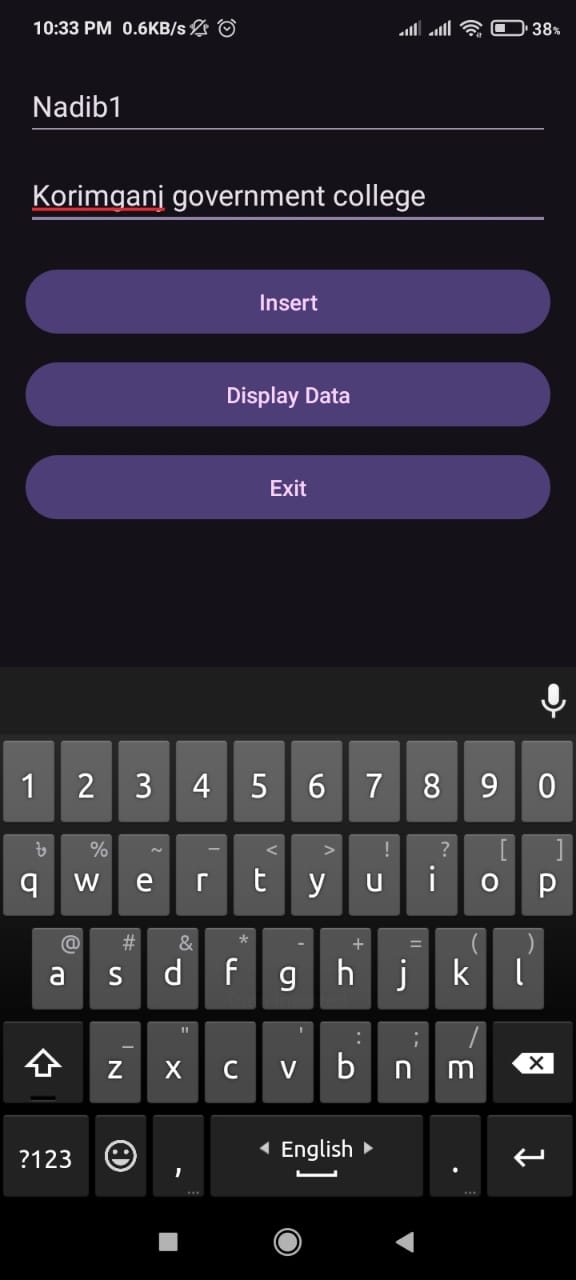 10:33 PM 0.6KB/s 38%
Nadib1
Korimganj government college
Insert
Display Data
Exit
1 2 3 4 5 6 7 8 9 0
৳ % ~ – < > ! ? [ ]
q w e r t y u i o p
@ # & * - + = ( )
a s d f g h j k l
_ " ' : ; /
z x c v b n m
?123 , English .